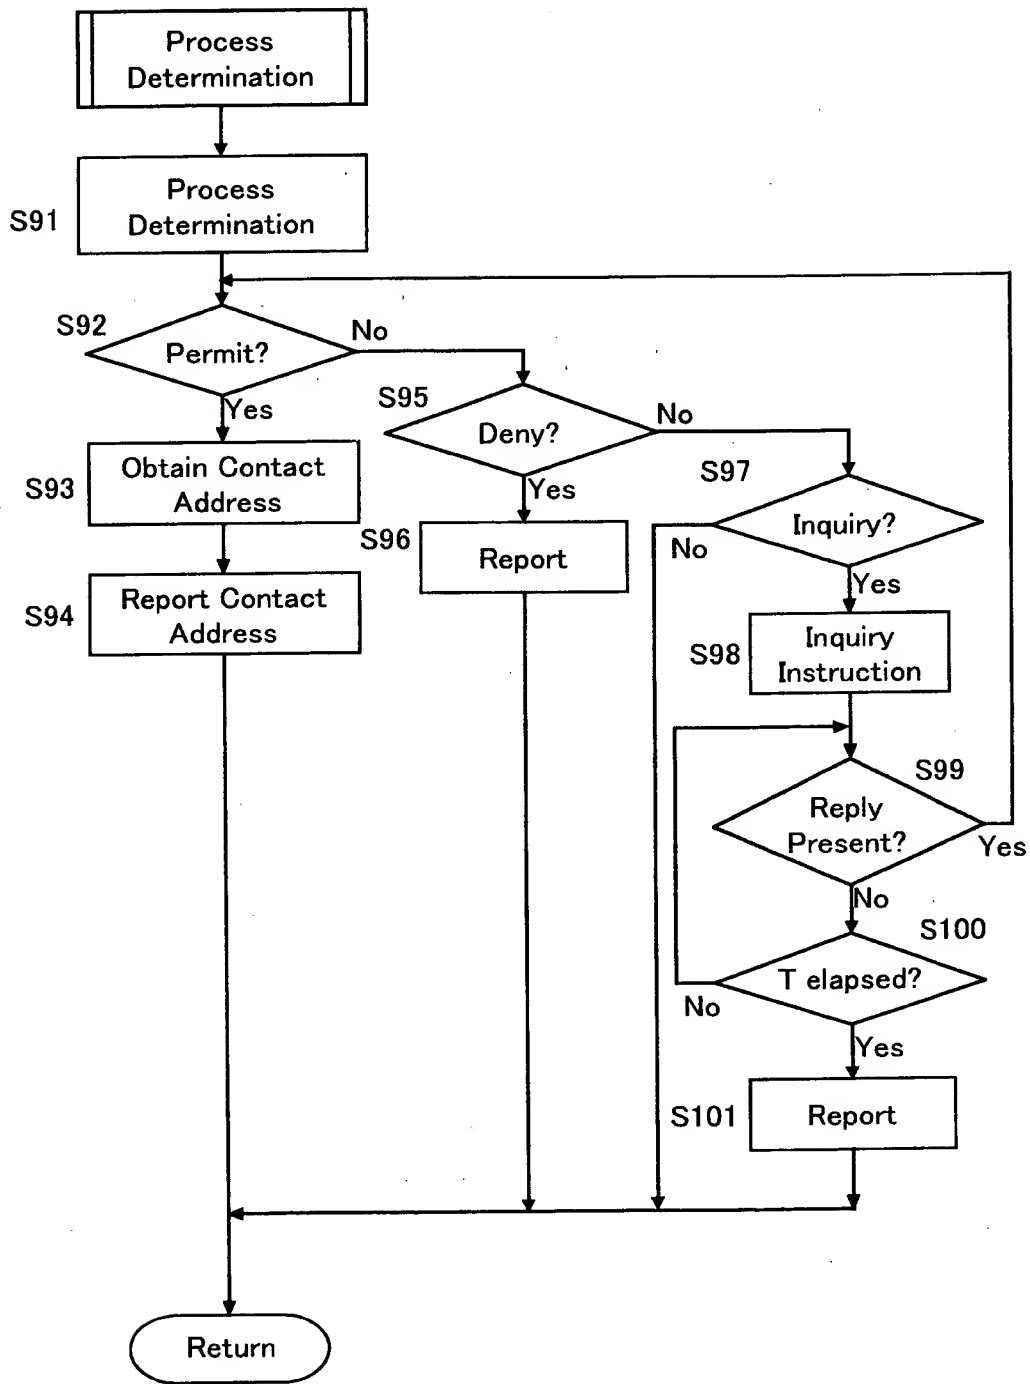 Process
Determination
Process
Determination
S91
S92
Permit?
No
Yes
S95
Deny?
No
Yes
S93
Obtain Contact
Address
S97
Inquiry?
No
Yes
S96
Report
S94
Report Contact
Address
S98
Inquiry
Instruction
S99
Reply
Present?
Yes
No
S100
T elapsed?
No
Yes
S101
Report
Return